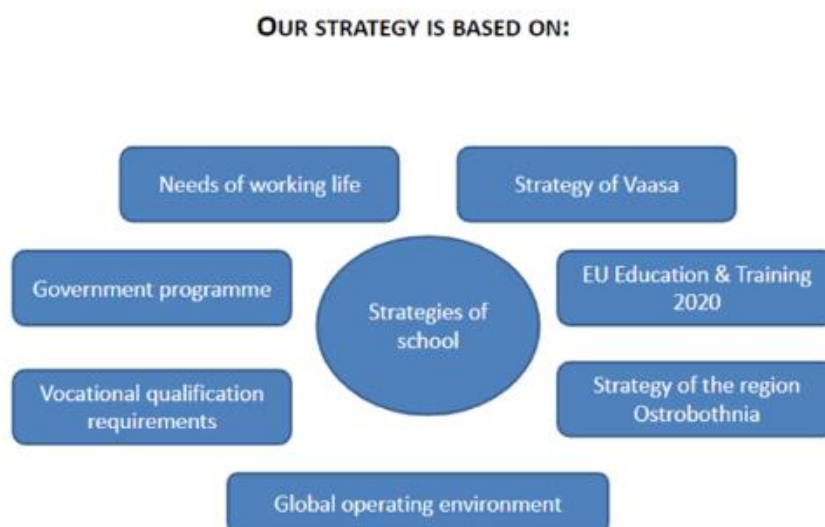 OUR STRATEGY IS BASED ON:
Needs of working life
Strategy of Vaasa
Government programme
EU Education & Training
2020
Strategies of
school
Vocational qualification
requirements
Strategy of the region
Ostrobothnia
Global operating environment